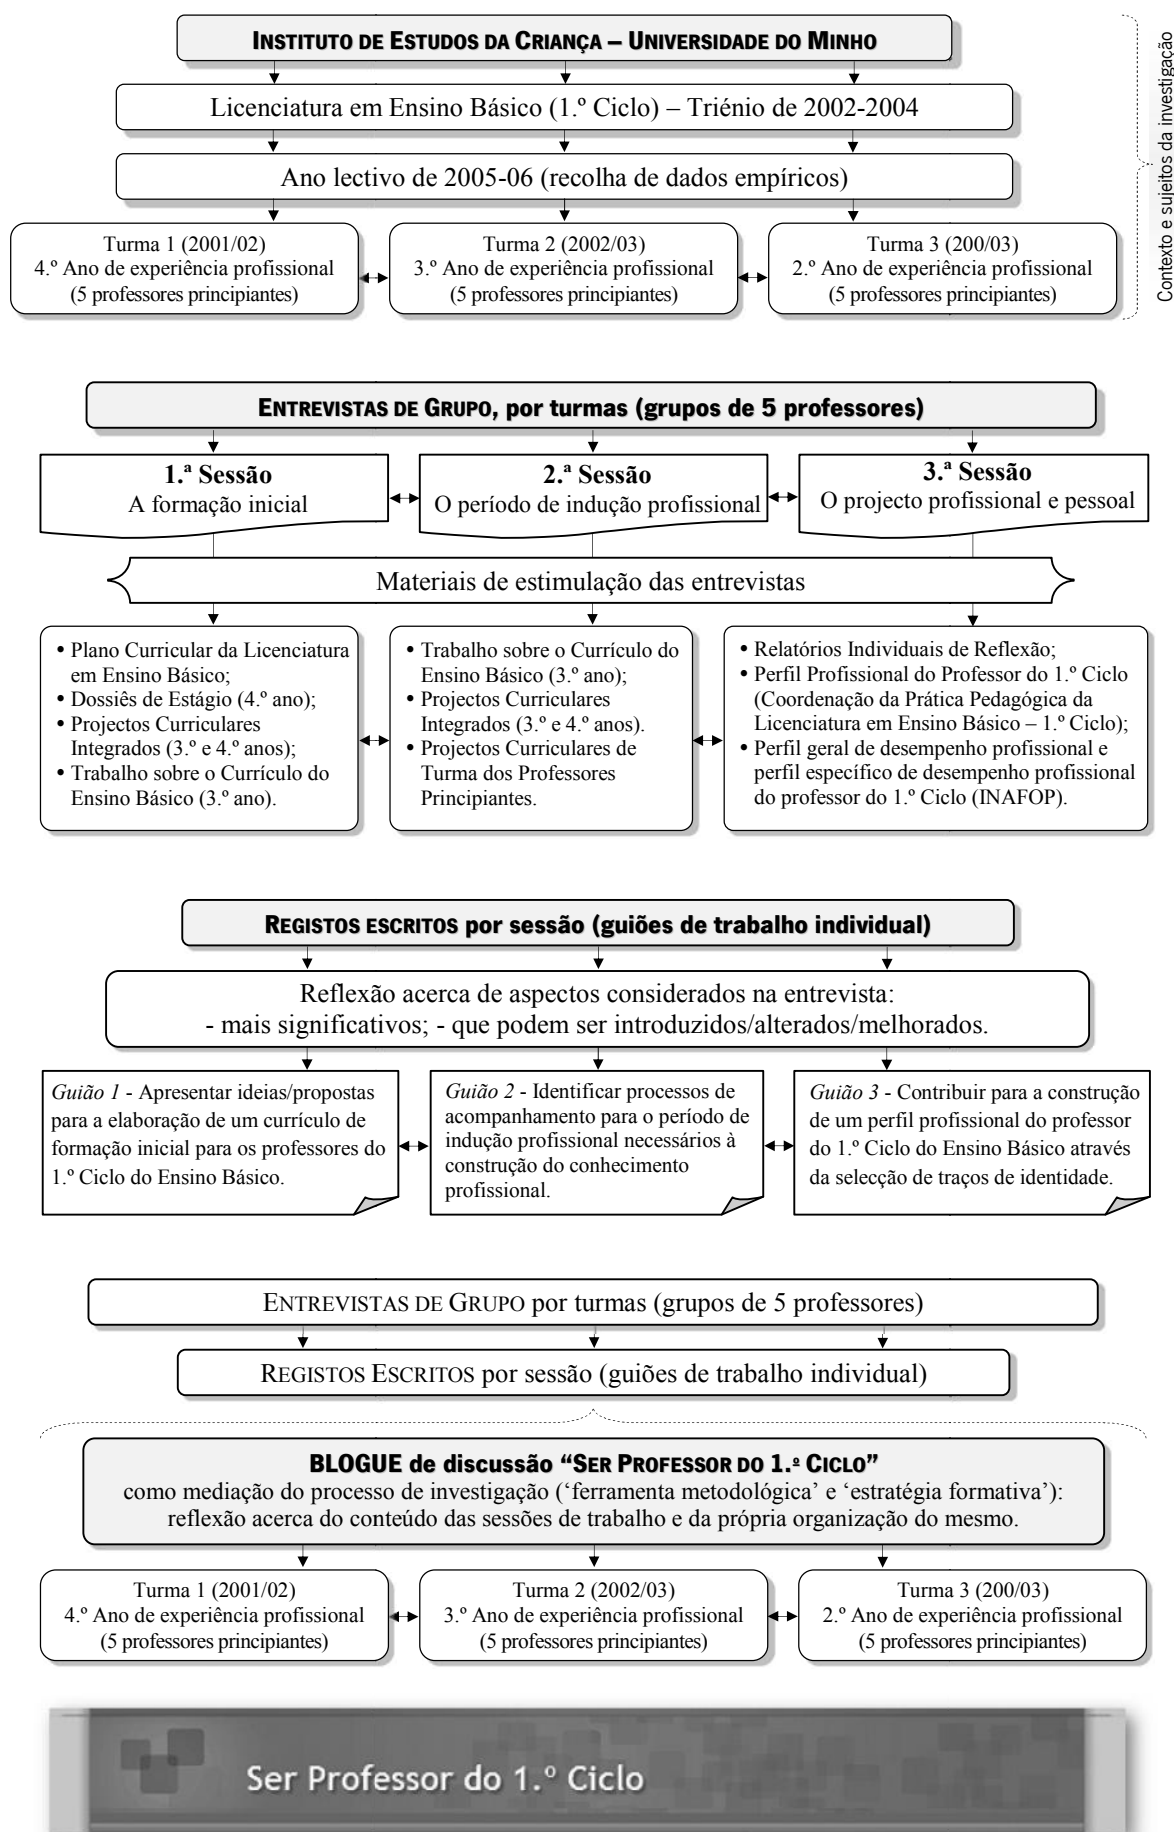 INSTITUTO DE ESTUDOS DA CRIANÇA – UNIVERSIDADE DO MINHO
Licenciatura em Ensino Básico (1.º Ciclo) – Triénio de 2002-2004
Ano lectivo de 2005-06 (recolha de dados empíricos)
Turma 1 (2001/02)
4.º Ano de experiência profissional
(5 professores principiantes)
Turma 2 (2002/03)
3.º Ano de experiência profissional
(5 professores principiantes)
Turma 3 (200/03)
2.º Ano de experiência profissional
(5 professores principiantes)
Contexto e sujeitos da investigação
ENTREVISTAS DE GRUPO, por turmas (grupos de 5 professores)
1.ª Sessão
A formação inicial
2.ª Sessão
O período de indução profissional
3.ª Sessão
O projecto profissional e pessoal
Materiais de estimulação das entrevistas
• Plano Curricular da Licenciatura
em Ensino Básico;
• Dossiês de Estágio (4.º ano);
• Projectos Curriculares
Integrados (3.º e 4.º anos);
• Trabalho sobre o Currículo do
Ensino Básico (3.º ano).
• Trabalho sobre o Currículo do
Ensino Básico (3.º ano);
• Projectos Curriculares
Integrados (3.º e 4.º anos).
• Projectos Curriculares de
Turma dos Professores
Principiantes.
• Relatórios Individuais de Reflexão;
• Perfil Profissional do Professor do 1.º Ciclo
(Coordenação da Prática Pedagógica da
Licenciatura em Ensino Básico – 1.º Ciclo);
• Perfil geral de desempenho profissional e
perfil específico de desempenho profissional
do professor do 1.º Ciclo (INAFOP).
REGISTOS ESCRITOS por sessão (guiões de trabalho individual)
Reflexão acerca de aspectos considerados na entrevista:
- mais significativos; - que podem ser introduzidos/alterados/melhorados.
Guião 1 - Apresentar ideias/propostas
para a elaboração de um currículo de
formação inicial para os professores do
1.º Ciclo do Ensino Básico.
Guião 2 - Identificar processos de
acompanhamento para o período de
indução profissional necessários à
construção do conhecimento
profissional.
Guião 3 - Contribuir para a construção
de um perfil profissional do professor
do 1.º Ciclo do Ensino Básico através
da selecção de traços de identidade.
ENTREVISTAS DE GRUPO por turmas (grupos de 5 professores)
REGISTOS ESCRITOS por sessão (guiões de trabalho individual)
BLOGUE de discussão “SER PROFESSOR DO 1.º CICLO”
como mediação do processo de investigação (‘ferramenta metodológica’ e ‘estratégia formativa’):
reflexão acerca do conteúdo das sessões de trabalho e da própria organização do mesmo.
Turma 1 (2001/02)
4.º Ano de experiência profissional
(5 professores principiantes)
Turma 2 (2002/03)
3.º Ano de experiência profissional
(5 professores principiantes)
Turma 3 (200/03)
2.º Ano de experiência profissional
(5 professores principiantes)
Ser Professor do 1.º Ciclo